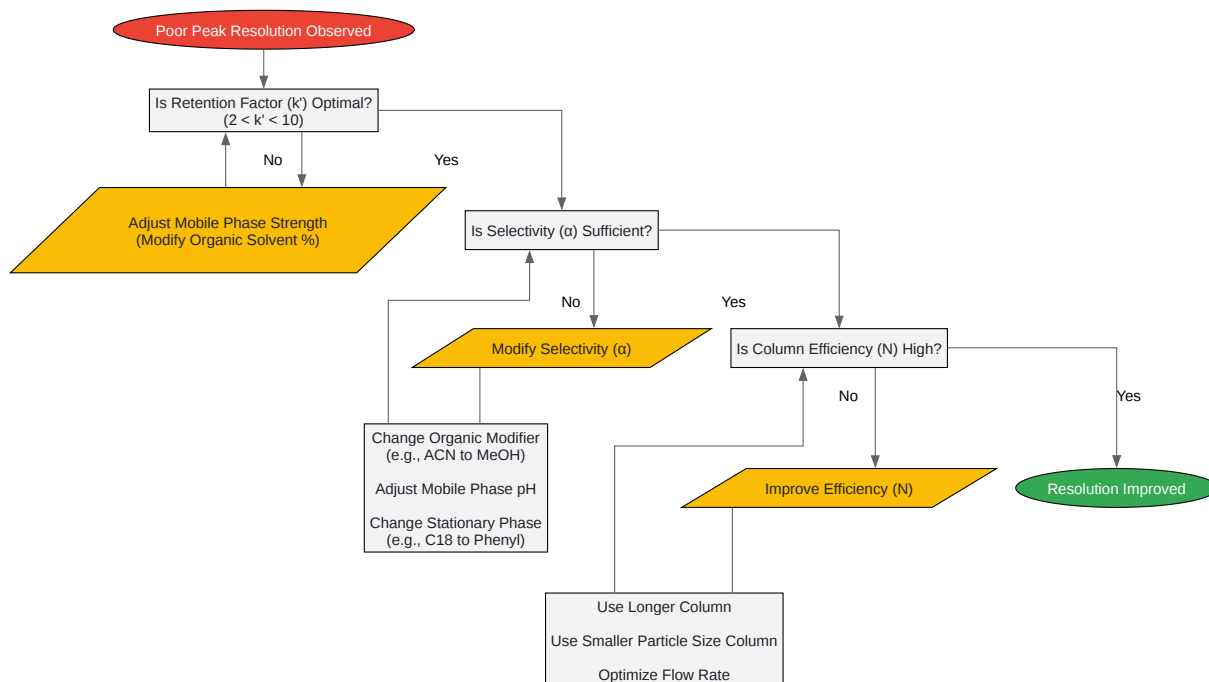 Poor Peak Resolution Observed
Is Retention Factor (k') Optimal?
(2 < k' < 10)
No
Yes
Adjust Mobile Phase Strength
(Modify Organic Solvent %)
Is Selectivity (α) Sufficient?
No
Yes
Modify Selectivity (α)
Is Column Efficiency (N) High?
No
Yes
Change Organic Modifier
(e.g., ACN to MeOH)
Adjust Mobile Phase pH
Change Stationary Phase
(e.g., C18 to Phenyl)
Improve Efficiency (N)
Resolution Improved
Use Longer Column
Use Smaller Particle Size Column
Optimize Flow Rate